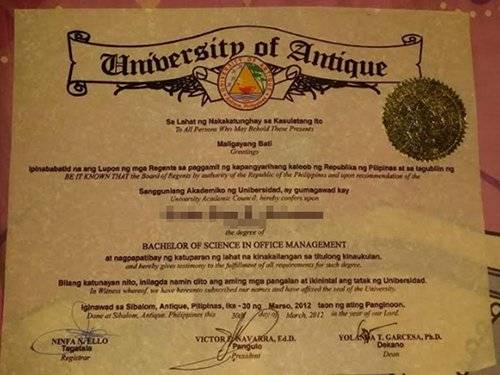 University of Antique
Sa Lahat ng Nakakatunghay sa Kasulatang Ito
To All Persons Who May Behold These Presents
Maligayang Bati
Greetings
Ipinababatid na ang Lupon ng mga Regents sa paggamit ng kapangyarihang kaloob ng Republika ng Pilipinas at sa tagubilin ng
BE IT KNOWN THAT the Board of Regents by authority of the Republic of the Philippines and upon recommendation of the
Sangguniang Akademiko ng Unibersidad, ay gumagawad kay
University Academic Council, hereby confers upon
the degree of
BACHELOR OF SCIENCE IN OFFICE MANAGEMENT
at nagpapatibay ng katuparan ng lahat na kinakailangan sa titulong kinaukulan.
and hereby gives testimony to the fulfillment of all requirements for such degree.
Bilang katunayan nito, inilagda namin dito ang aming mga pangalan at ikinintal ang tatak ng Unibersidad.
In Witness whereof, we have hereunto subscribed our names and have affixed the seal of the University.
Iginawad sa Sibalom, Antique, Pilipinas, ika - 30 ng Marso, 2012 taon ng ating Panginoon.
Done at Sibalom, Antique, Philippines this 30th day of March, 2012 in the year of our Lord.
NINFA N. ELLO
Tagatala
Registrar
VICTOR E. NAVARRA, Ed.D.
Pangulo
President
YOLANDA T. GARCESA, Ph.D.
Dekano
Dean